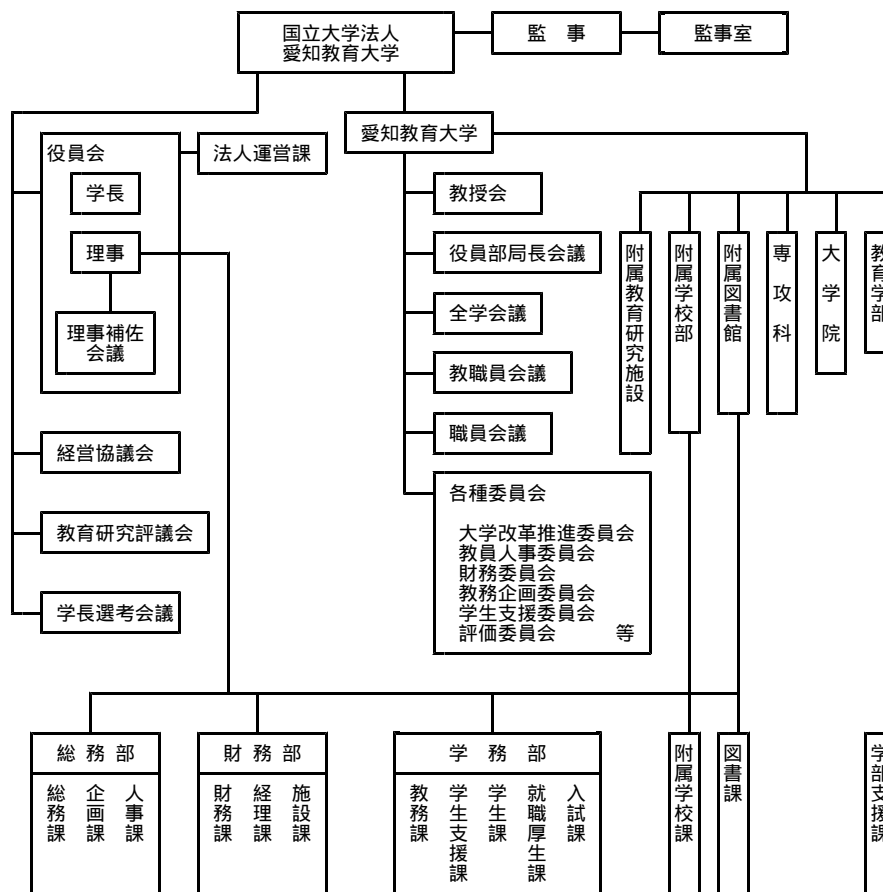 国立大学法人
愛知教育大学
監　事
監事室
愛知教育大学
役員会
法人運営課
学長
理事
理事補佐
会議
経営協議会
教育研究評議会
学長選考会議
教授会
役員部局長会議
全学会議
教職員会議
職員会議
各種委員会
大学改革推進委員会
教員人事委員会
財務委員会
教務企画委員会
学生支援委員会
評価委員会　　　等
附属教育研究施設
附属学校部
附属図書館
専攻科
大学院
教育学部
総務部
総務課
企画課
人事課
財務部
財務課
経理課
施設課
学務部
教務課
学生支援課
学生課
就職厚生課
入試課
附属学校課
図書課
学部支援課